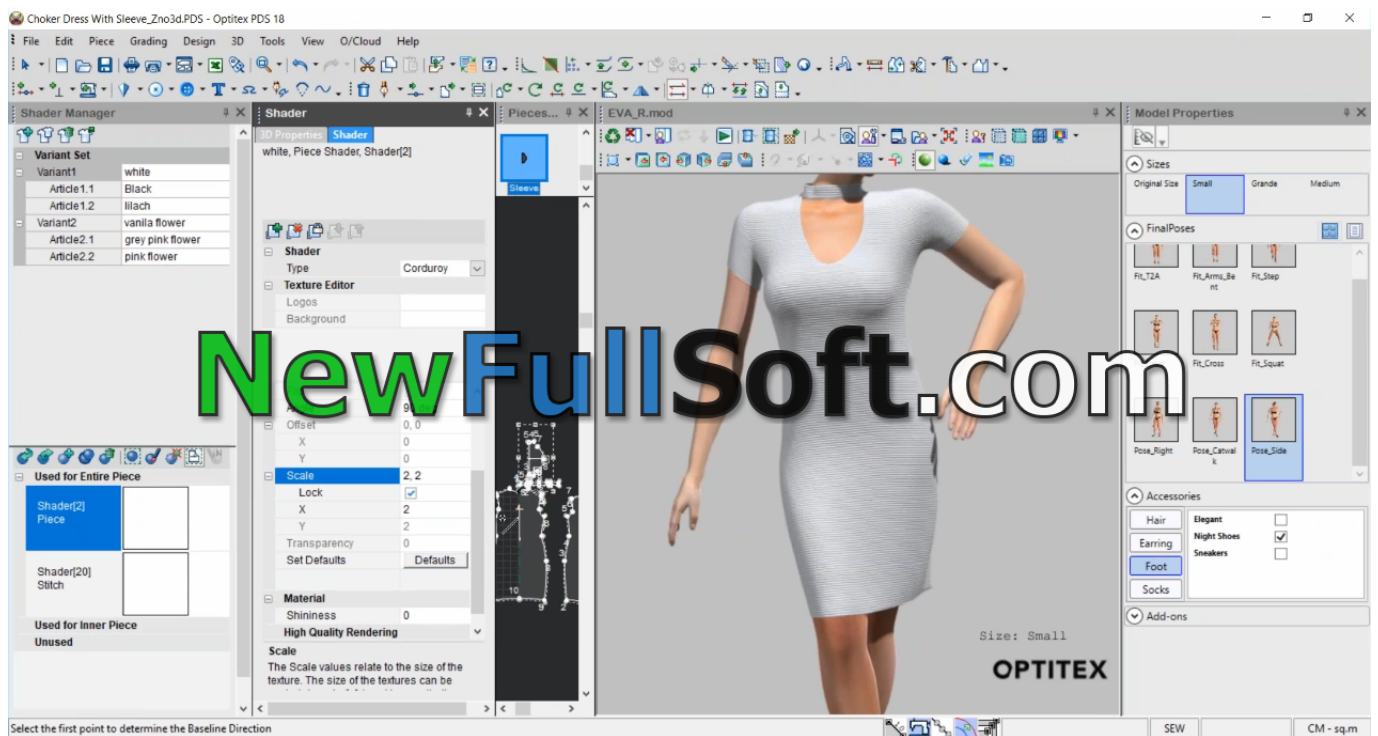 Choker Dress With Sleeve_Zno3d.PDS - Optitex PDS 18
File Edit Piece Grading Design 3D Tools View O/Cloud Help
Shader Manager
Variant Set
Variant1 white
Article1.1 Black
Article1.2 lilach
Variant2 vanila flower
Article2.1 grey pink flower
Article2.2 pink flower
Used for Entire Piece
Shader[2]
Piece
Shader[20]
Stitch
Used for Inner Piece
Unused
Shader
3D Properties Shader
white, Piece Shader, Shader[2]
Shader
Type Corduroy
Texture Editor
Logos
Background
Offset 0, 0
X 0
Y 0
Scale 2, 2
Lock
X 2
Y 2
Transparency 0
Set Defaults Defaults
Material
Shininess 0
High Quality Rendering
Scale
The Scale values relate to the size of the
texture. The size of the textures can be
Pieces...
Sleeve
10
9
2
EVA_R.mod
Size: Small
OPTITEX
NewFullSoft.com
Model Properties
Sizes
Original Size Small Grande Medium
FinalPoses
Fit_T2A Fit_Arms_Be
nt Fit_Step
Fit_Cross Fit_Squat
Pose_Right Pose_Catwal
k Pose_Side
Accessories
Hair Elegant
Earring Night Shoes
Foot Sneakers
Socks
Add-ons
Select the first point to determine the Baseline Direction
SEW CM - sq.m